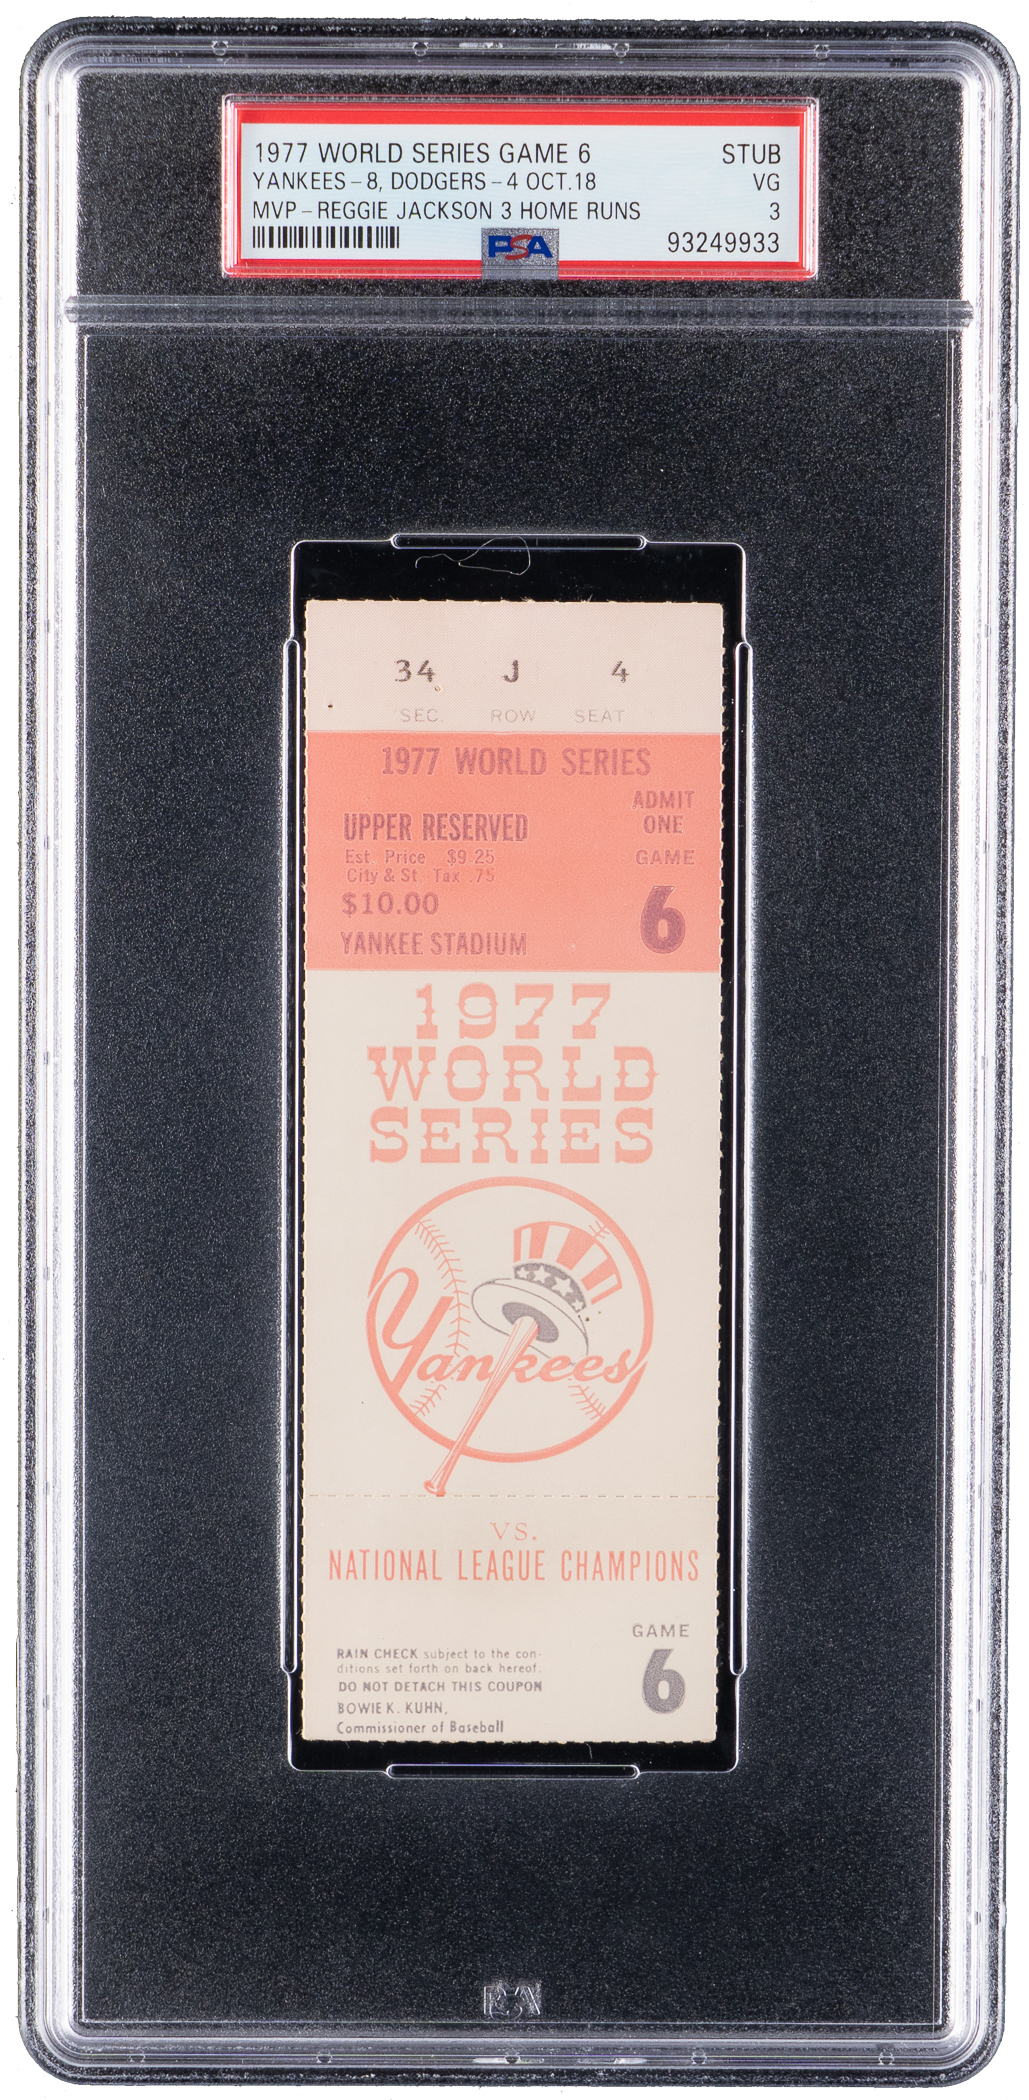 1977 WORLD SERIES GAME 6 STUB
YANKEES-8, DODGERS-4 OCT.18 VG
MVP-REGGIE JACKSON 3 HOME RUNS 3
PSA 93249933
34 J 4
SEC. ROW SEAT
1977 WORLD SERIES
ADMIT
ONE
UPPER RESERVED
Est. Price $9.25
GAME
City & St. Tax .75
$10.00
6
YANKEE STADIUM
1977
WORLD
SERIES
Yankees
VS.
NATIONAL LEAGUE CHAMPIONS
GAME
6
RAIN CHECK subject to the con-
ditions set forth on back hereof.
DO NOT DETACH THIS COUPON
BOWIE K. KUHN,
Commissioner of Baseball
PSA